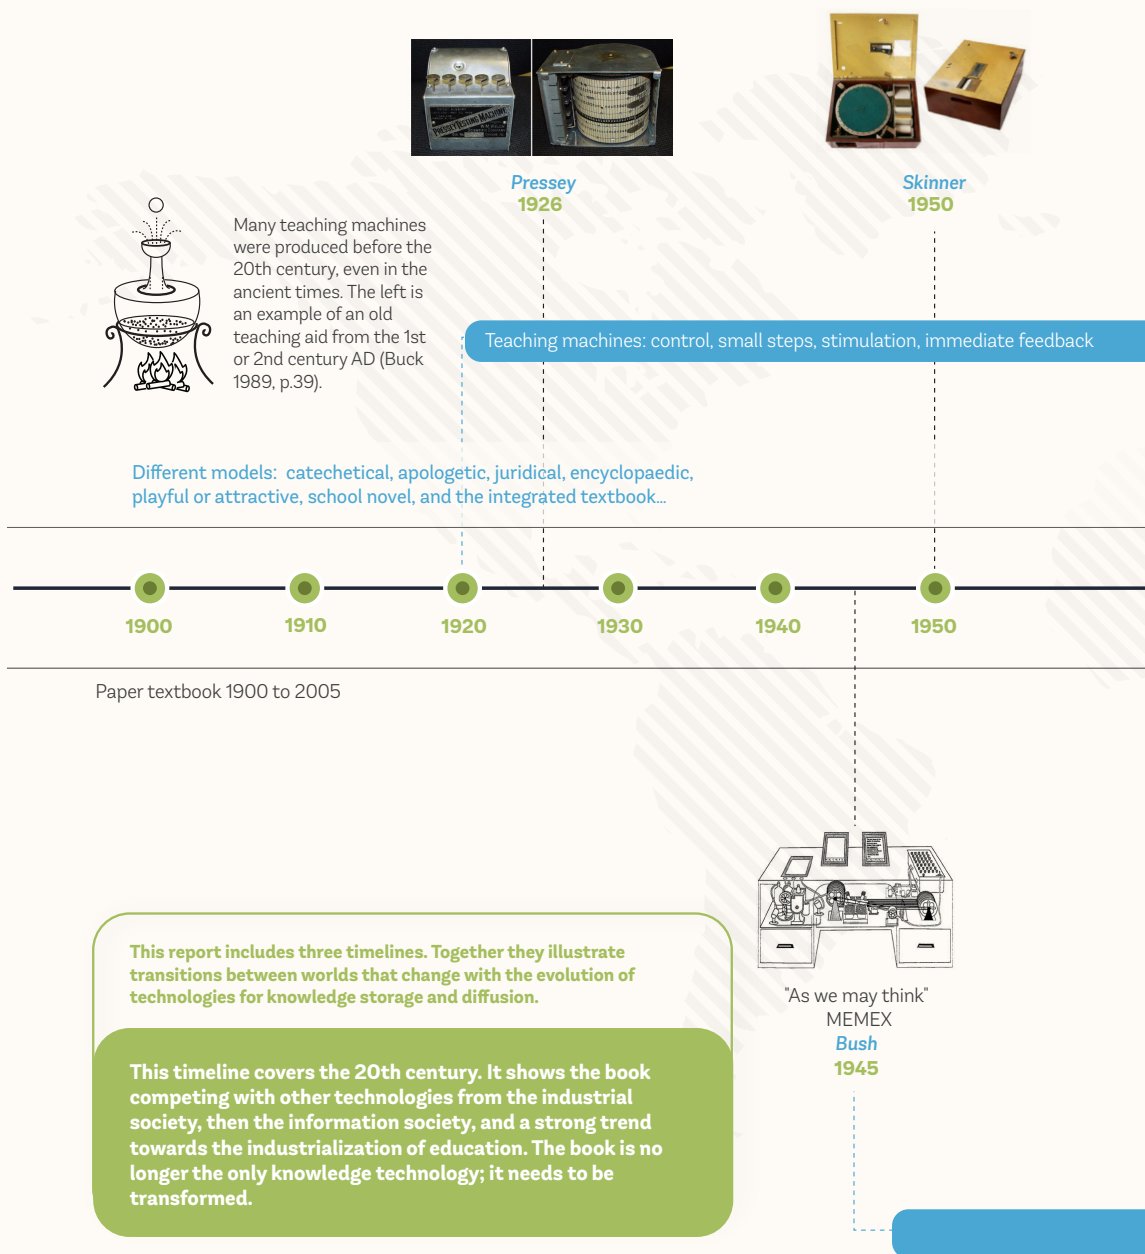 PRESSEY TESTING MACHINE
Pressey
1926
Skinner
1950
Many teaching machines
were produced before the
20th century, even in the
ancient times. The left is
an example of an old
teaching aid from the 1st
or 2nd century AD (Buck
1989, p.39).
Teaching machines: control, small steps, stimulation, immediate feedback
Different models: catechetical, apologetic, juridical, encyclopaedic,
playful or attractive, school novel, and the integrated textbook...
1900
1910
1920
1930
1940
1950
Paper textbook 1900 to 2005
"As we may think"
MEMEX
Bush
1945
This report includes three timelines. Together they illustrate
transitions between worlds that change with the evolution of
technologies for knowledge storage and diffusion.
This timeline covers the 20th century. It shows the book
competing with other technologies from the industrial
society, then the information society, and a strong trend
towards the industrialization of education. The book is no
longer the only knowledge technology; it needs to be
transformed.